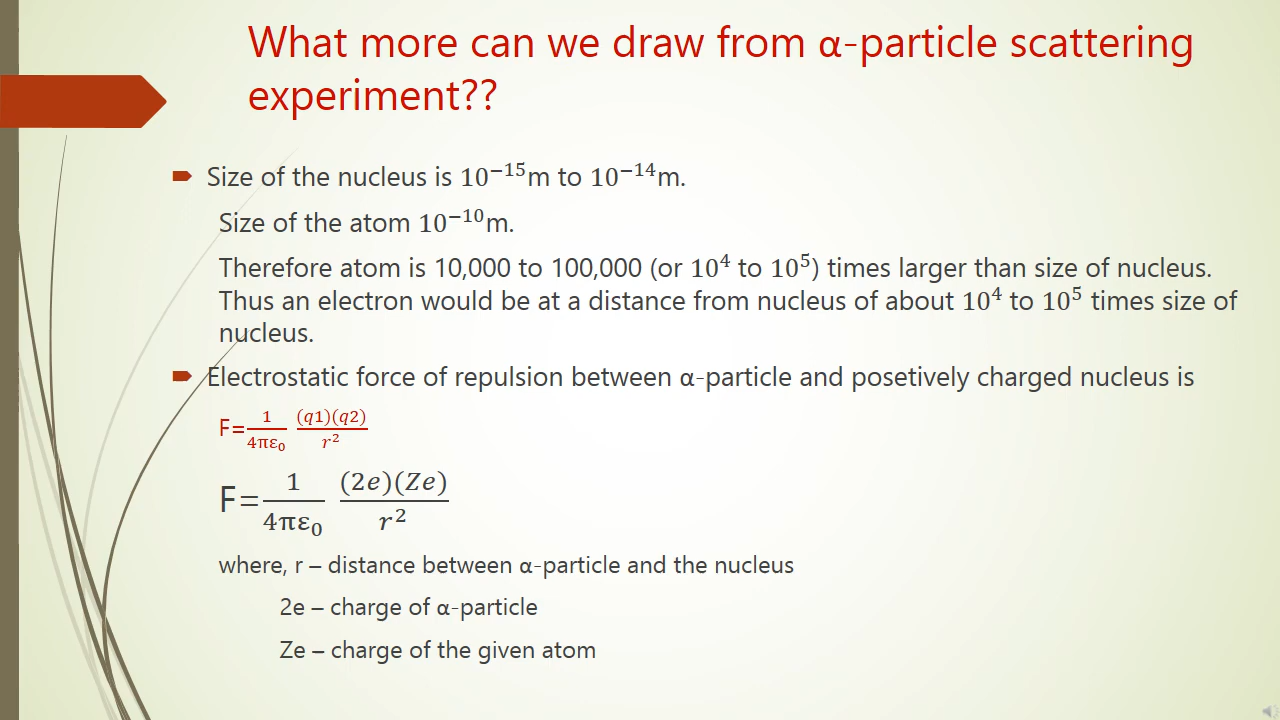 What more can we draw from α-particle scattering
experiment??
Size of the nucleus is 10⁻¹⁵m to 10⁻¹⁴m.
Size of the atom 10⁻¹⁰m.
Therefore atom is 10,000 to 100,000 (or 10⁴ to 10⁵) times larger than size of nucleus.
Thus an electron would be at a distance from nucleus of about 10⁴ to 10⁵ times size of
nucleus.
Electrostatic force of repulsion between α-particle and posetively charged nucleus is
F=1/4πε₀ (q1)(q2)/r²
F=1/4πε₀ (2e)(Ze)/r²
where, r – distance between α-particle and the nucleus
2e – charge of α-particle
Ze – charge of the given atom